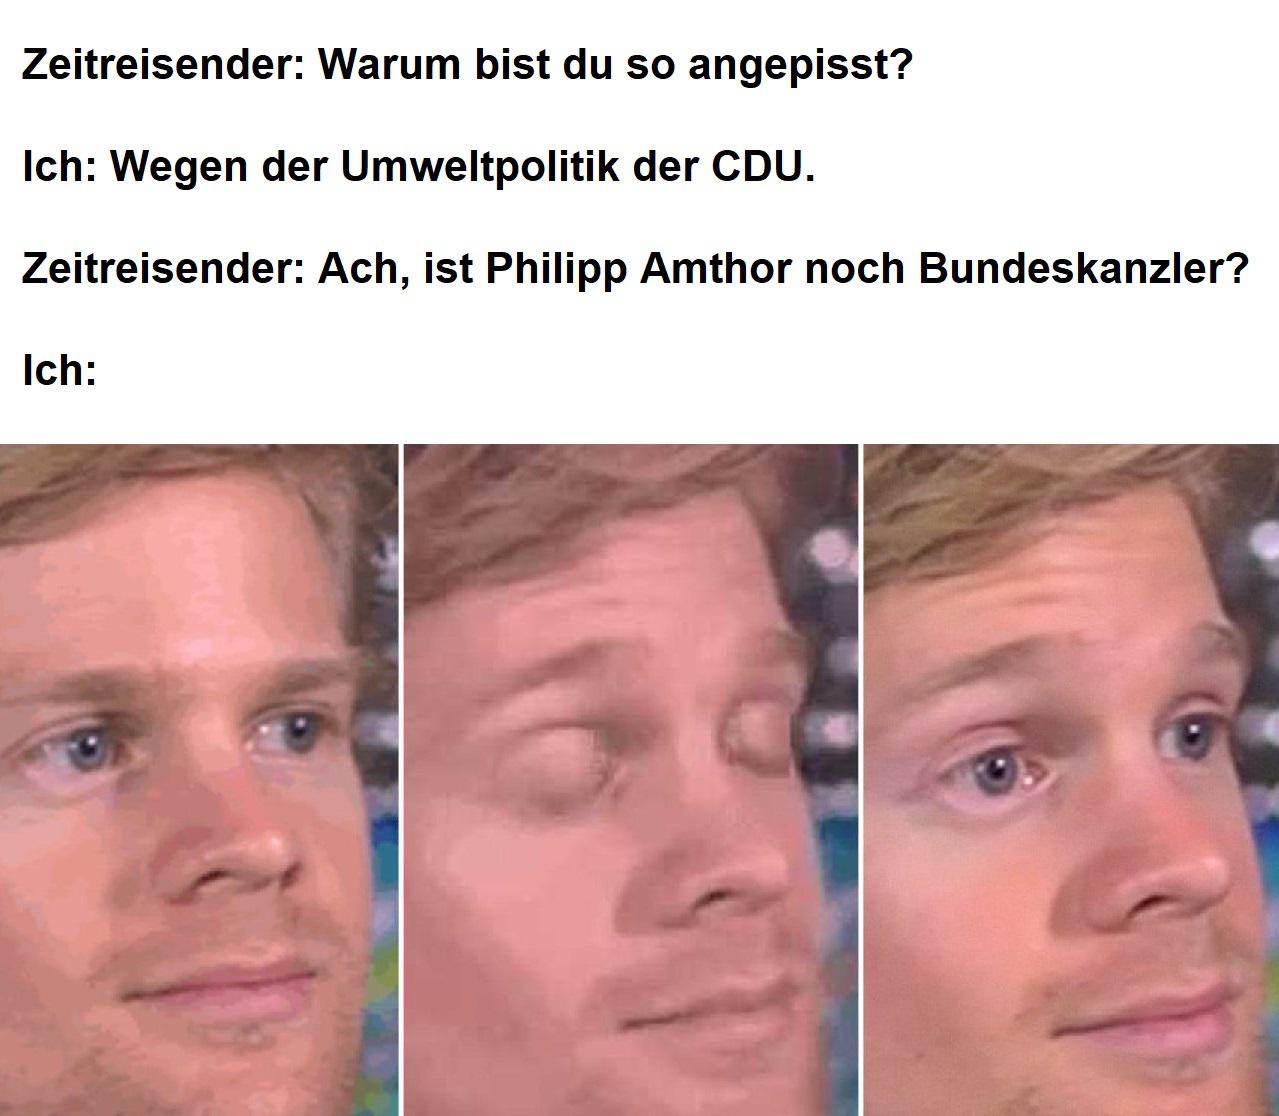 Zeitreisender: Warum bist du so angepisst?
Ich: Wegen der Umweltpolitik der CDU.
Zeitreisender: Ach, ist Philipp Amthor noch Bundeskanzler?
Ich: